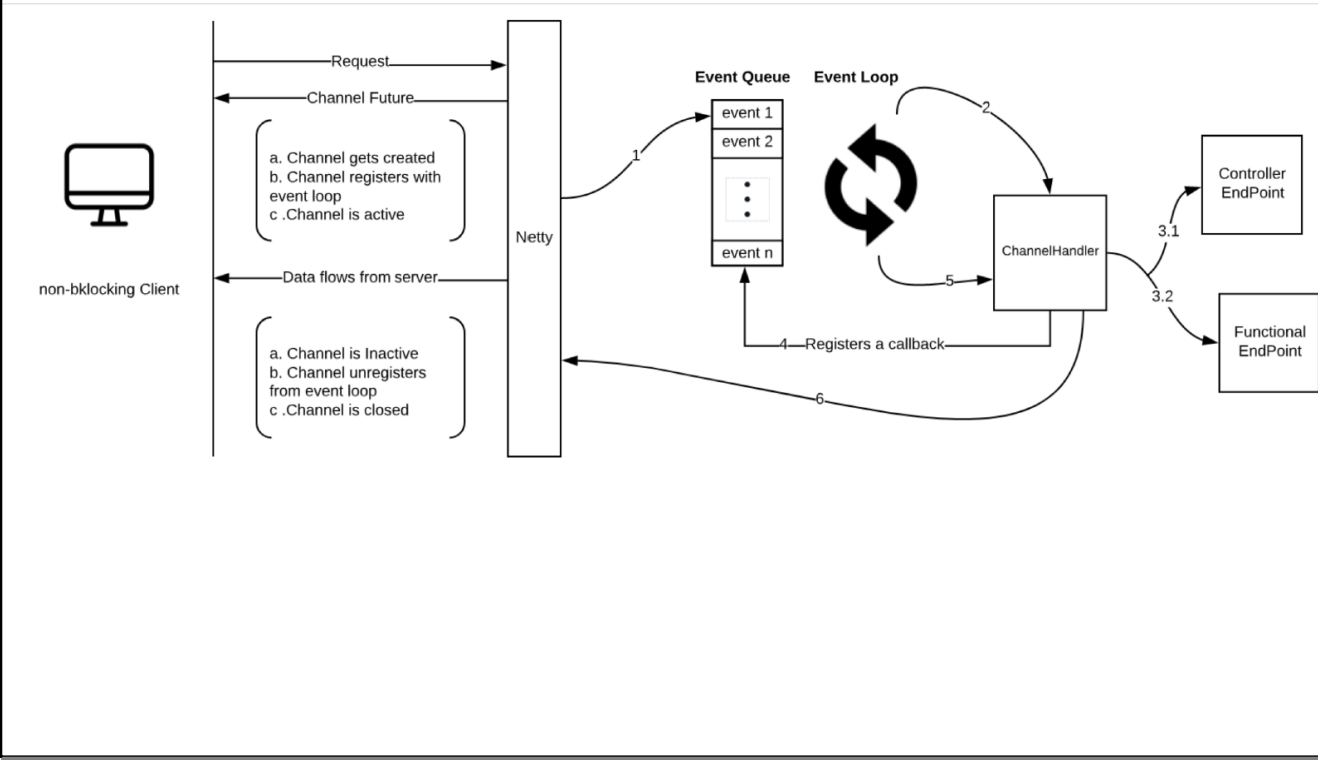 Request
Channel Future
a. Channel gets created
b. Channel registers with
event loop
c .Channel is active
Data flows from server
a. Channel is Inactive
b. Channel unregisters
from event loop
c .Channel is closed
non-bklocking Client
Netty
1
Event Queue
event 1
event 2
event n
Event Loop
2
5
4
Registers a callback
6
ChannelHandler
3.1
3.2
Controller
EndPoint
Functional
EndPoint